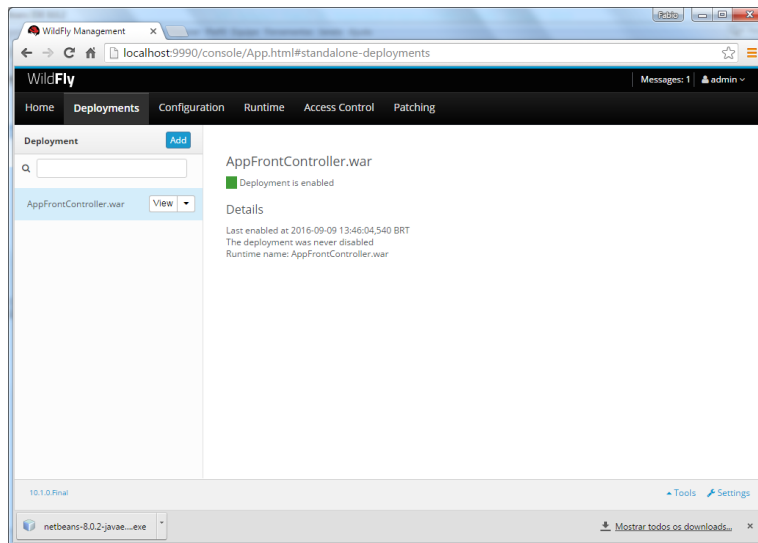 Fabio
WildFly Management
localhost:9990/console/App.html#standalone-deployments
WildFly
Messages: 1
admin
Home
Deployments
Configuration
Runtime
Access Control
Patching
Deployment
Add
AppFrontController.war
View
AppFrontController.war
Deployment is enabled
Details
Last enabled at 2016-09-09 13:46:04,540 BRT
The deployment was never disabled
Runtime name: AppFrontController.war
10.1.0.Final
Tools
Settings
netbeans-8.0.2-javae....exe
Mostrar todos os downloads...